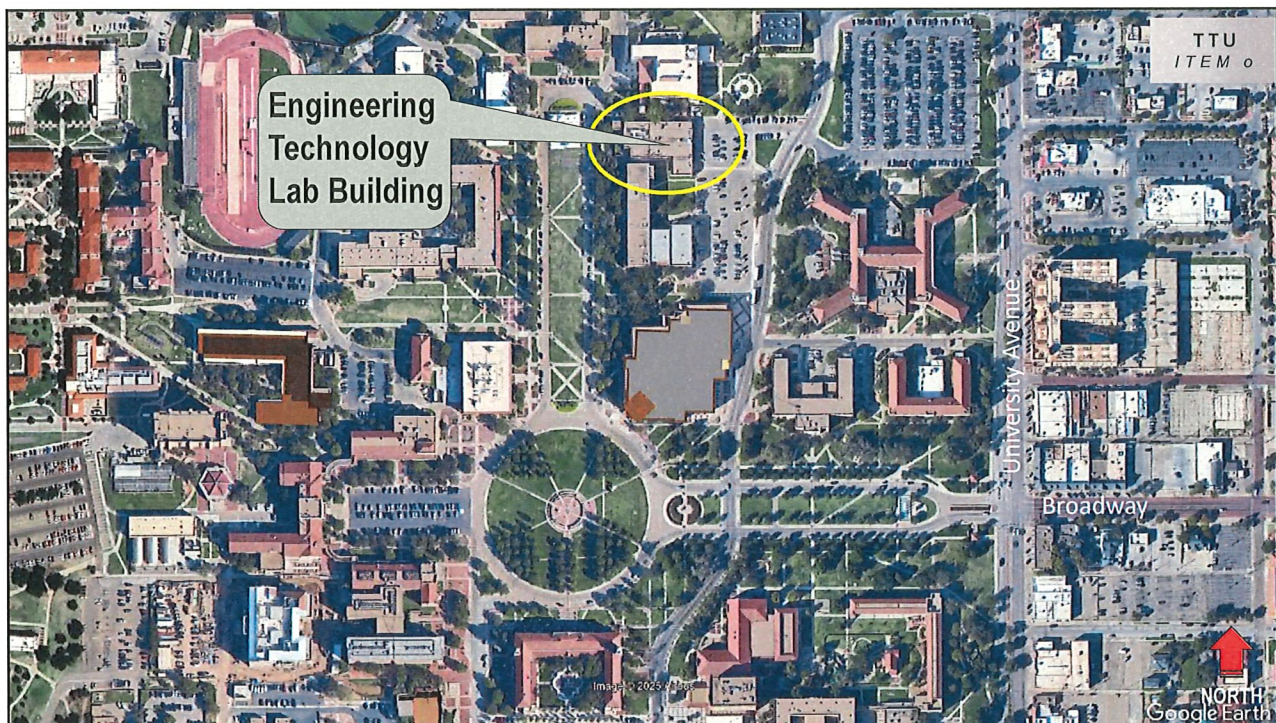 TTU
ITEM o
Engineering
Technology
Lab Building
University Avenue
Broadway
NORTH
Google Earth